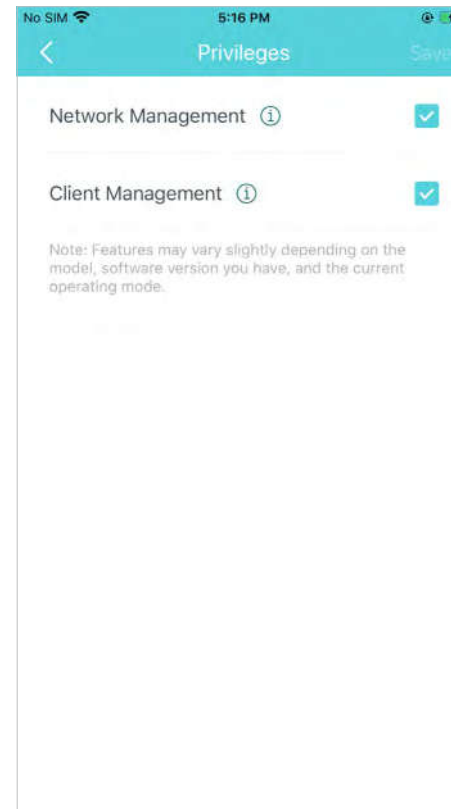 No SIM 5:16 PM
Privileges Save
Network Management
Client Management
Note: Features may vary slightly depending on the
model, software version you have, and the current
operating mode.